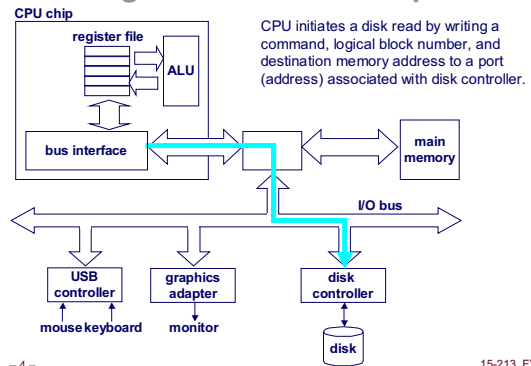 CPU chip
CPU initiates a disk read by writing a
command, logical block number, and
destination memory address to a port
(address) associated with disk controller.
register file
ALU
bus interface
main
memory
I/O bus
USB
controller
graphics
adapter
disk
controller
mouse keyboard
monitor
disk
– 4 –
15-213,